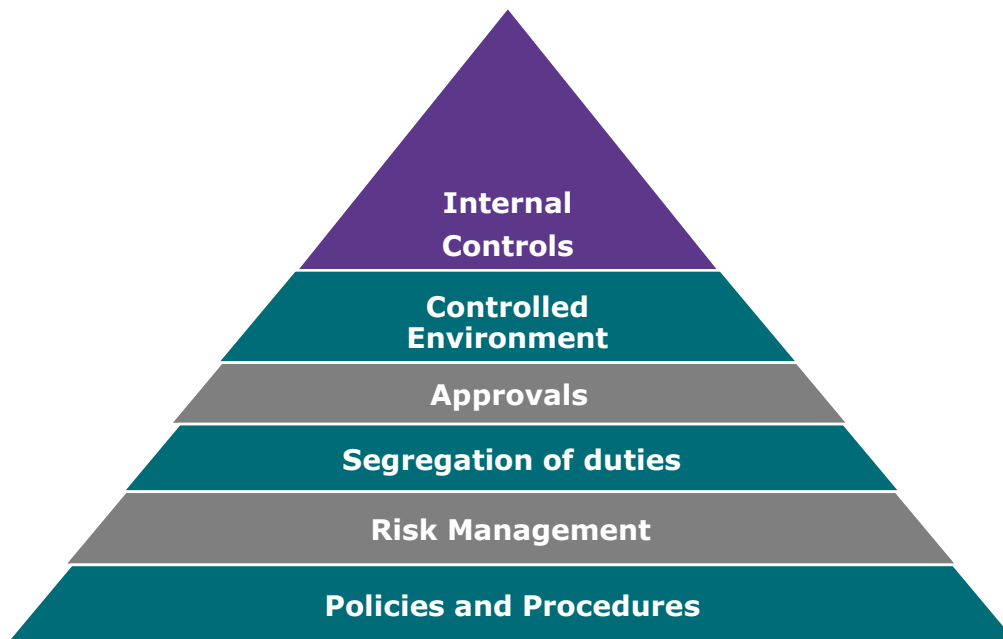 Internal
Controls
Controlled
Environment
Approvals
Segregation of duties
Risk Management
Policies and Procedures